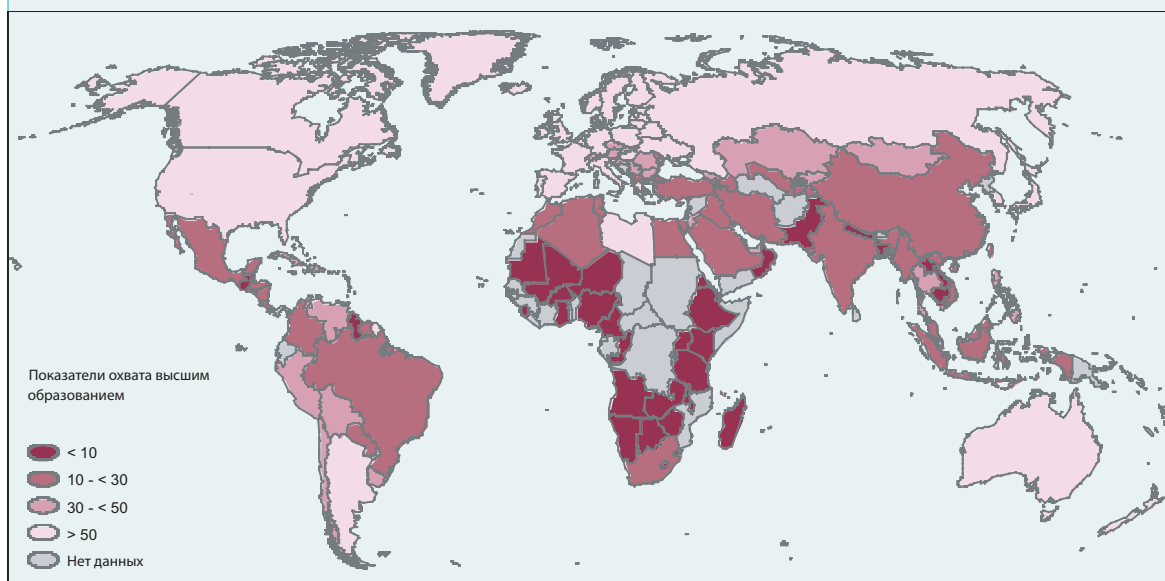 Показатели охвата высшим
образованием
< 10
10 - < 30
30 - < 50
> 50
Нет данных